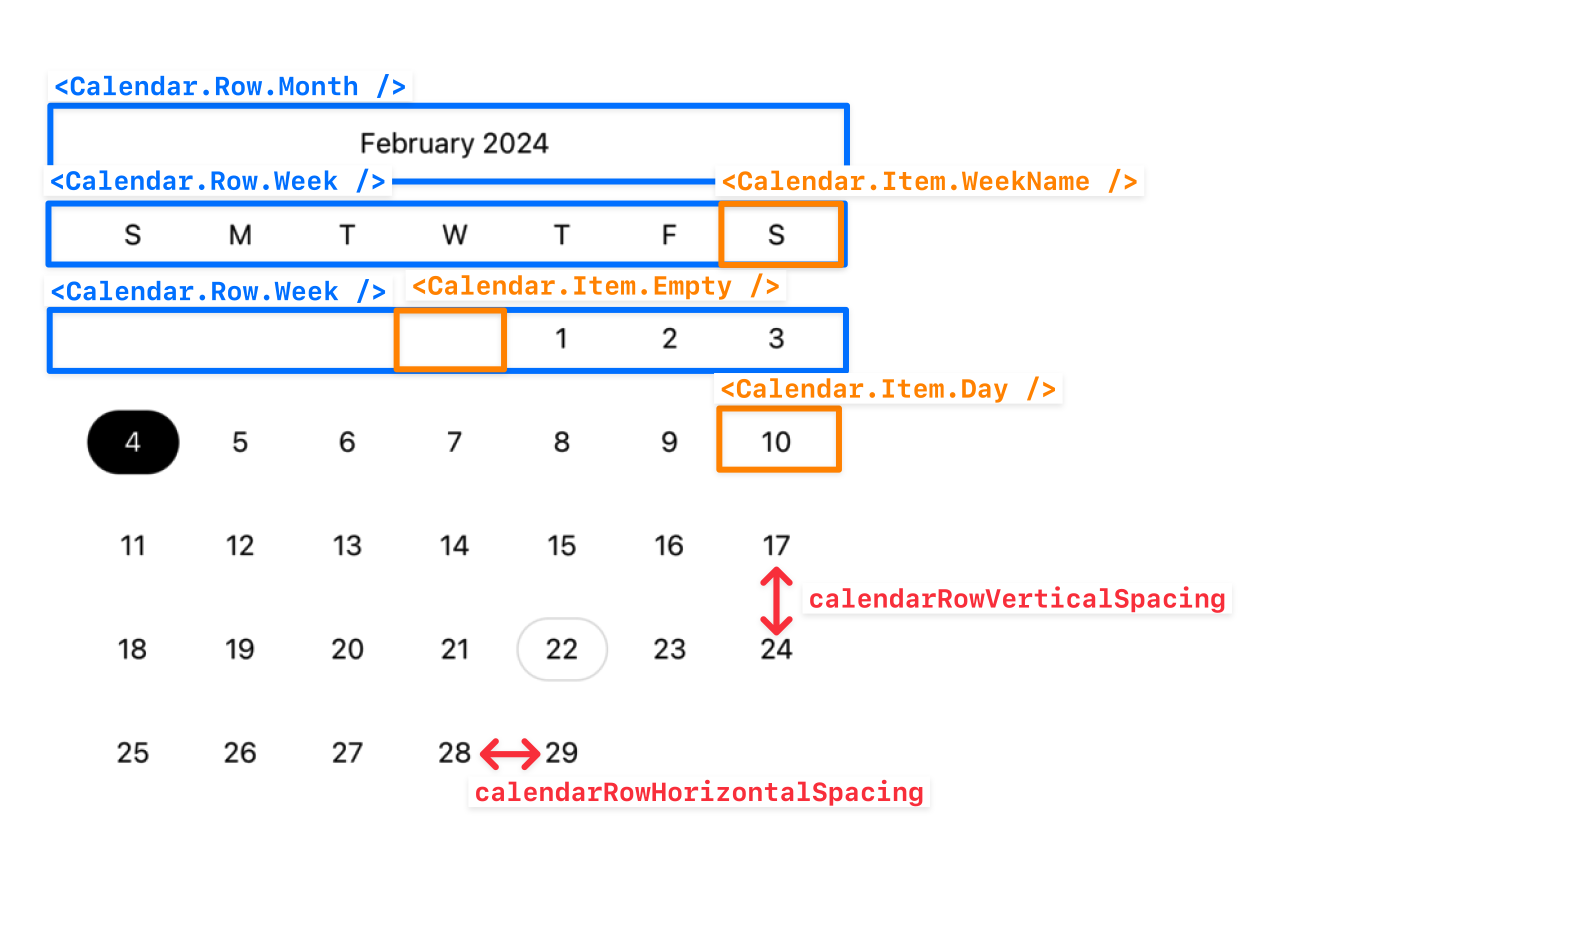 <Calendar.Row.Month />
February 2024
<Calendar.Row.Week /> <Calendar.Item.WeekName />
S M T W T F S
<Calendar.Row.Week /> <Calendar.Item.Empty />
1 2 3
<Calendar.Item.Day />
4 5 6 7 8 9 10
11 12 13 14 15 16 17
calendarRowVerticalSpacing
18 19 20 21 22 23 24
25 26 27 28 29
calendarRowHorizontalSpacing